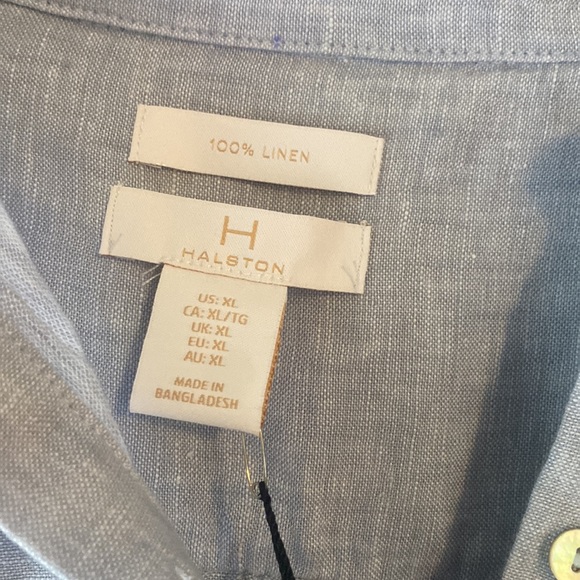 100% LINEN
H
HALSTON
US: XL
CA: XL/TG
UK: XL
EU: XL
AU: XL
MADE IN
BANGLADESH